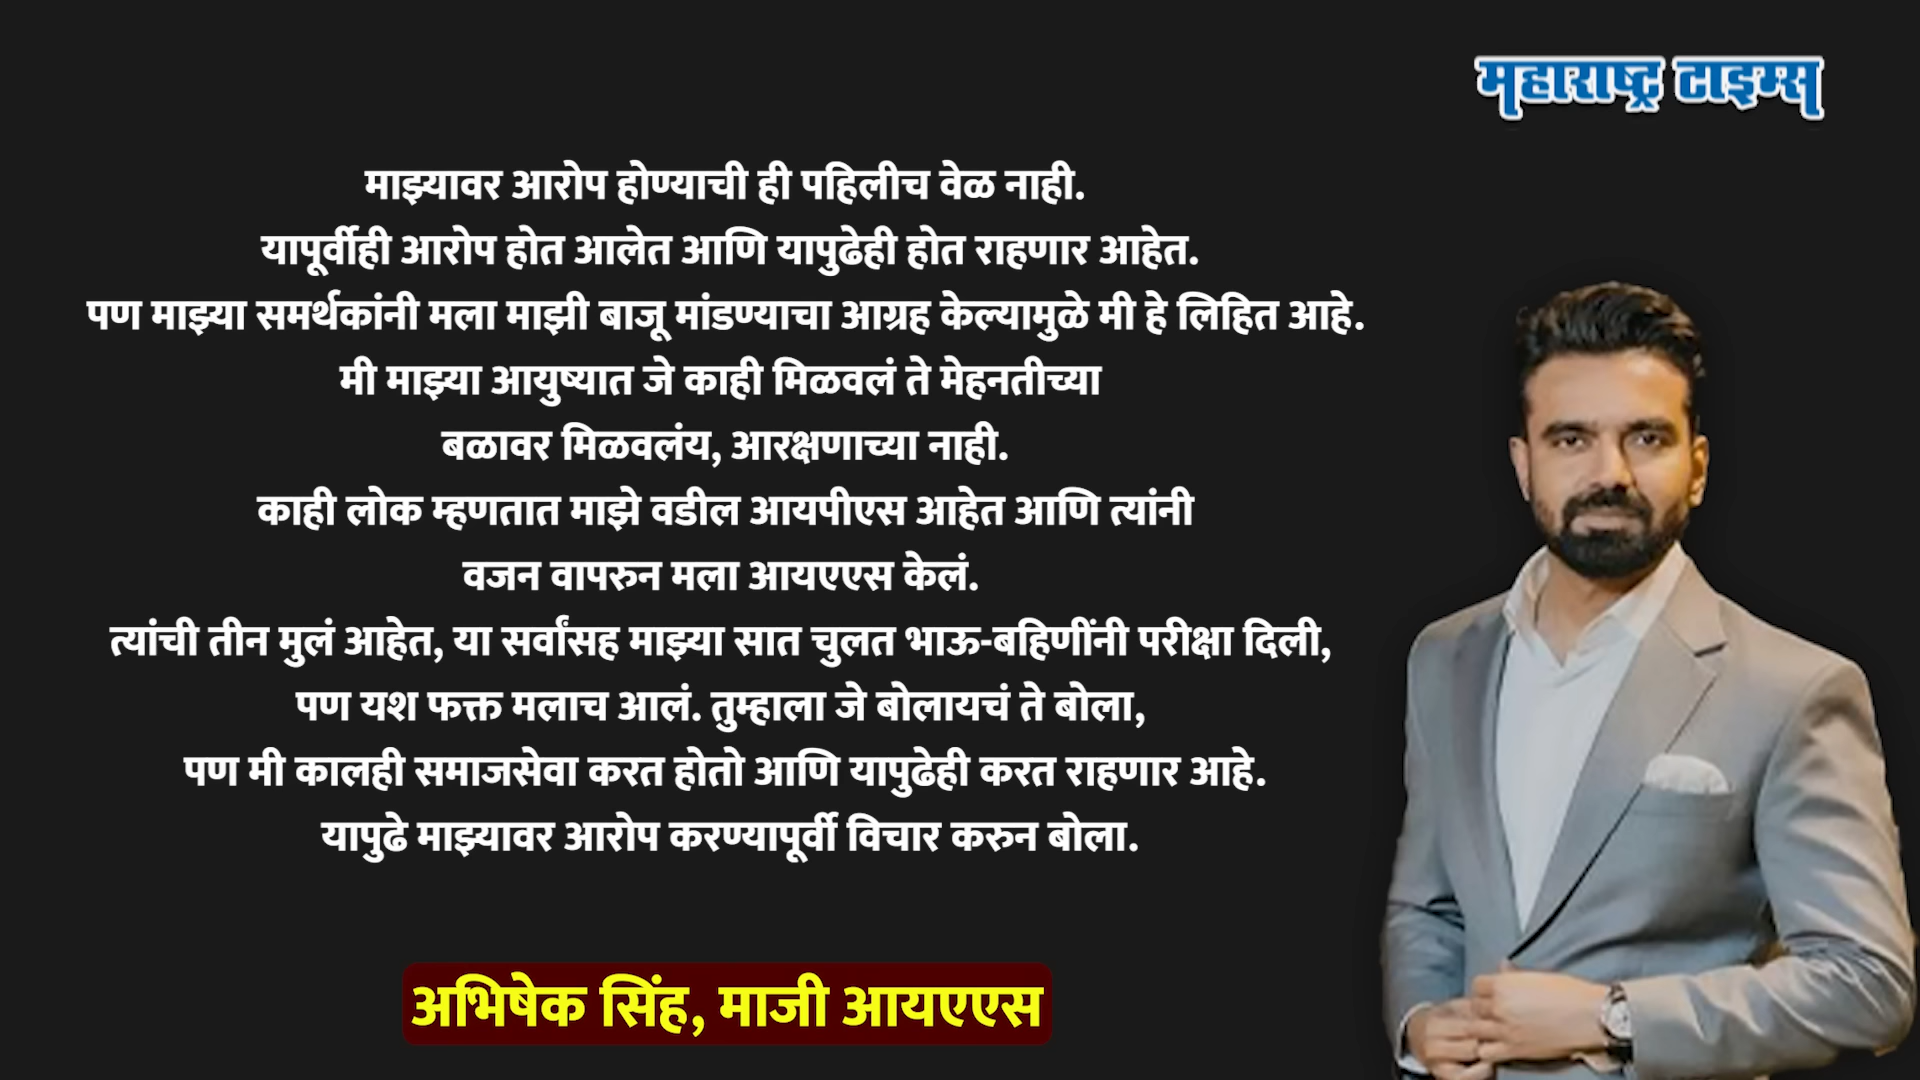 महाराष्ट्र टाइम्स
माझ्यावर आरोप होण्याची ही पहिलीच वेळ नाही.
यापूर्वीही आरोप होत आलेत आणि यापुढेही होत राहणार आहेत.
पण माझ्या समर्थकांनी मला माझी बाजू मांडण्याचा आग्रह केल्यामुळे मी हे लिहित आहे.
मी माझ्या आयुष्यात जे काही मिळवलं ते मेहनतीच्या
बळावर मिळवलंय, आरक्षणाच्या नाही.
काही लोक म्हणतात माझे वडील आयपीएस आहेत आणि त्यांनी
वजन वापरुन मला आयएएस केलं.
त्यांची तीन मुलं आहेत, या सर्वांसह माझ्या सात चुलत भाऊ-बहिणींनी परीक्षा दिली,
पण यश फक्त मलाच आलं. तुम्हाला जे बोलायचं ते बोला,
पण मी कालही समाजसेवा करत होतो आणि यापुढेही करत राहणार आहे.
यापुढे माझ्यावर आरोप करण्यापूर्वी विचार करुन बोला.
अभिषेक सिंह, माजी आयएएस